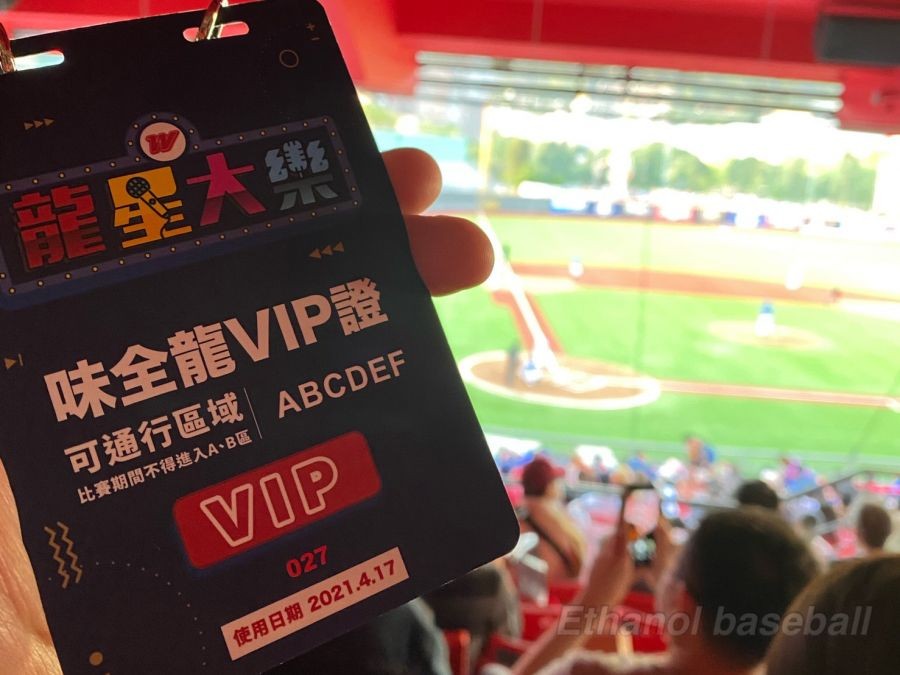 W
龍星大樂
味全龍VIP證
可通行區域
ABCDEF
比賽期間不得進入A、B區
VIP
027
使用日期 2021.4.17
Ethanol baseball